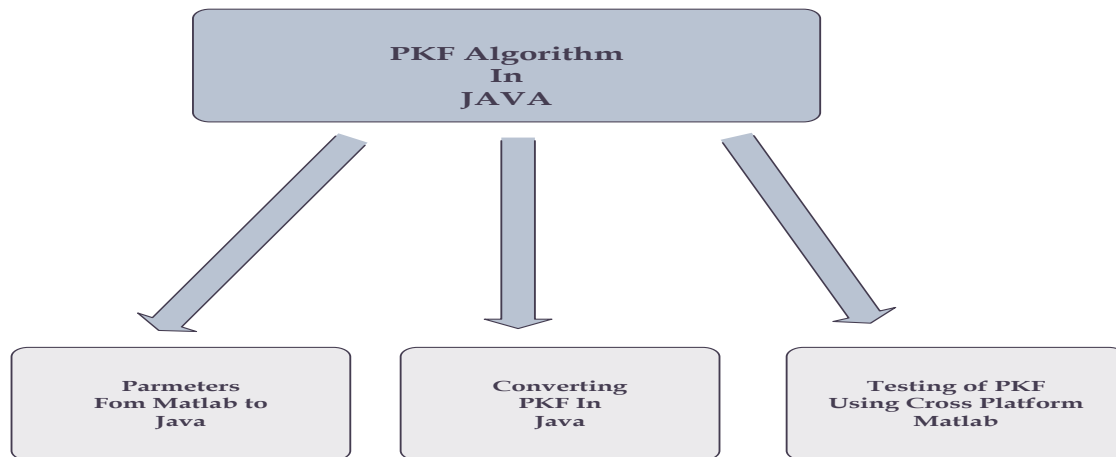 PKF Algorithm
In
JAVA
Parmeters
Fom Matlab to
Java
Converting
PKF In
Java
Testing of PKF
Using Cross Platform
Matlab